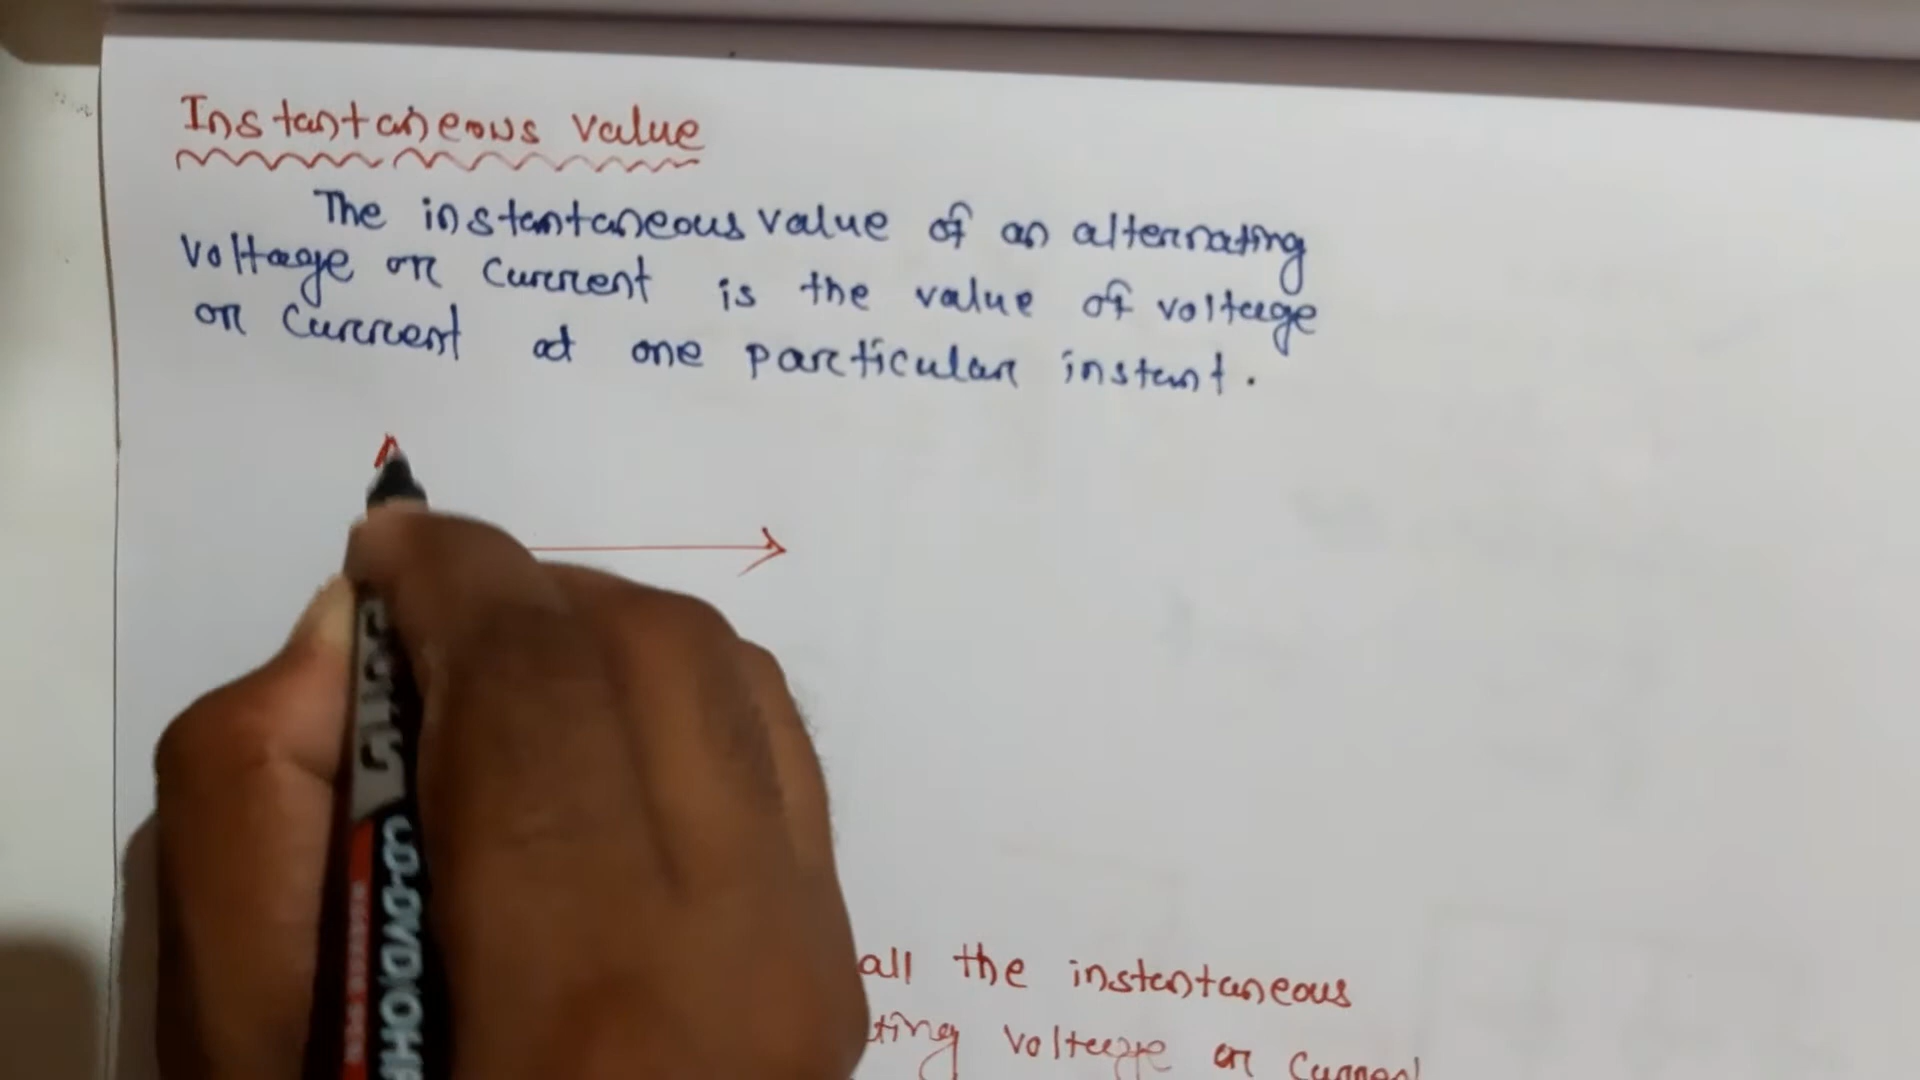 Instantaneous value
The instantaneous value of an alternating
voltage or current is the value of voltage
or current at one particular instant.
all the instantaneous
ting voltage or